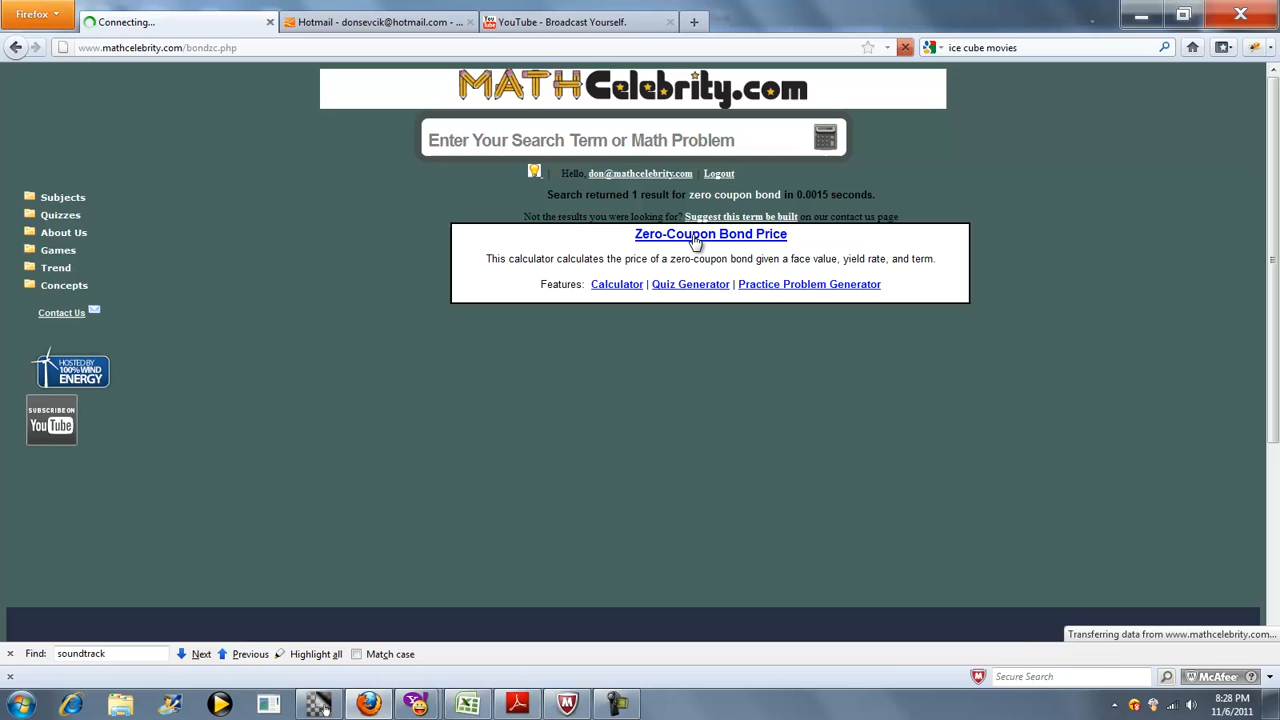 Firefox
Connecting...
Hotmail - donsevcik@hotmail.com - ...
YouTube - Broadcast Yourself.
www.mathcelebrity.com/bondzc.php
ice cube movies
MATHCelebrity.com
Enter Your Search Term or Math Problem
| Hello, don@mathcelebrity.com | Logout
Search returned 1 result for zero coupon bond in 0.0015 seconds.
Not the results you were looking for? Suggest this term be built on our contact us page
Zero-Coupon Bond Price
This calculator calculates the price of a zero-coupon bond given a face value, yield rate, and term.
Features: Calculator | Quiz Generator | Practice Problem Generator
Subjects
Quizzes
About Us
Games
Trend
Concepts
Contact Us
HOSTED BY
100% WIND
ENERGY
SUBSCRIBE ON
YouTube
Transferring data from www.mathcelebrity.com...
Find: soundtrack Next Previous Highlight all Match case
Secure Search McAfee
8:28 PM
11/6/2011